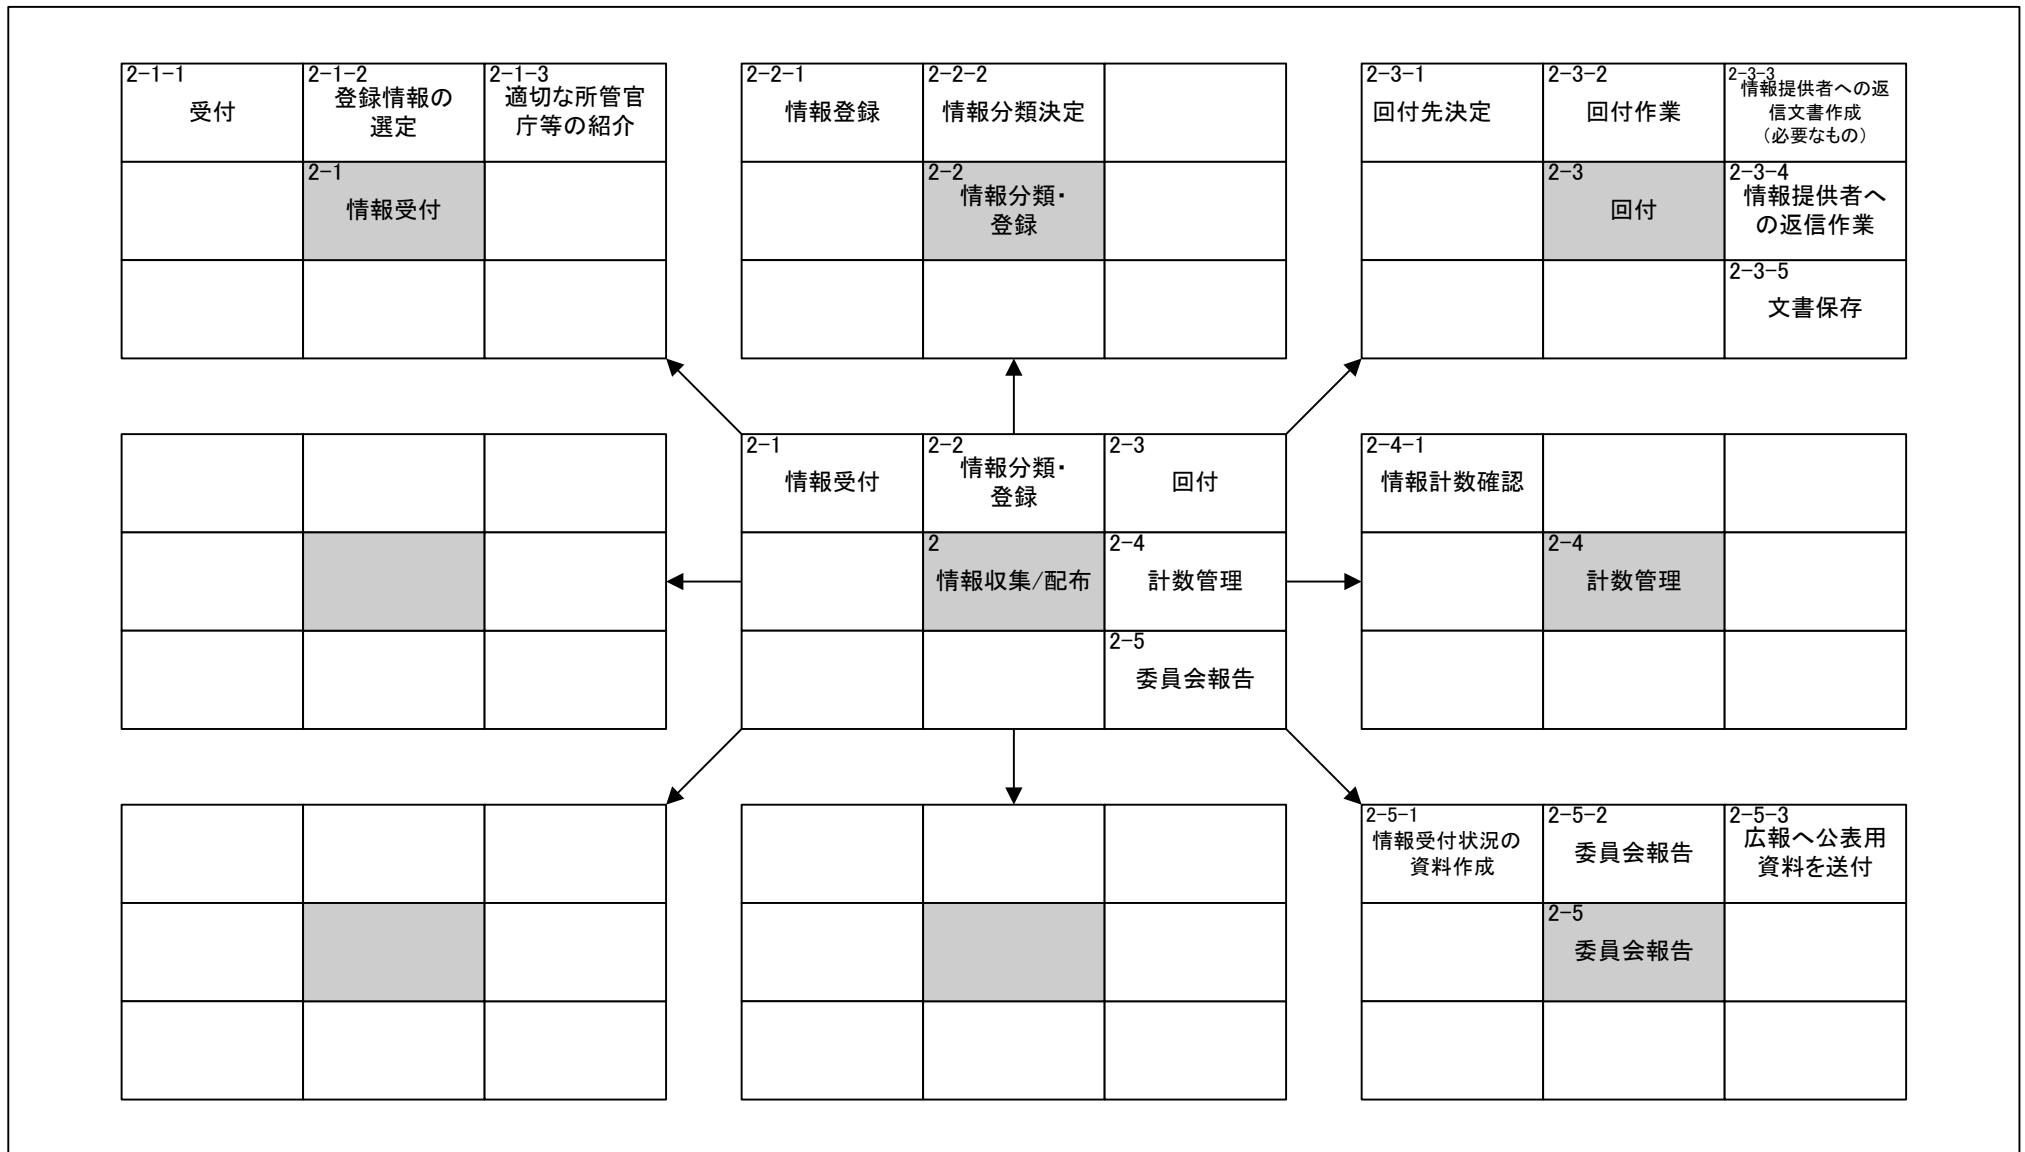 2-1-1
受付
2-1-2
登録情報の
選定
2-1-3
適切な所管官
庁等の紹介
2-1
情報受付
2-2-1
情報登録
2-2-2
情報分類決定
2-2
情報分類・
登録
2-3-1
回付先決定
2-3-2
回付作業
2-3-3
情報提供者への返
信文書作成
（必要なもの）
2-3
回付
2-3-4
情報提供者へ
の返信作業
2-3-5
文書保存
2-1
情報受付
2-2
情報分類・
登録
2-3
回付
2
情報収集/配布
2-4
計数管理
2-5
委員会報告
2-4-1
情報計数確認
2-4
計数管理
2-5-1
情報受付状況の
資料作成
2-5-2
委員会報告
2-5-3
広報へ公表用
資料を送付
2-5
委員会報告